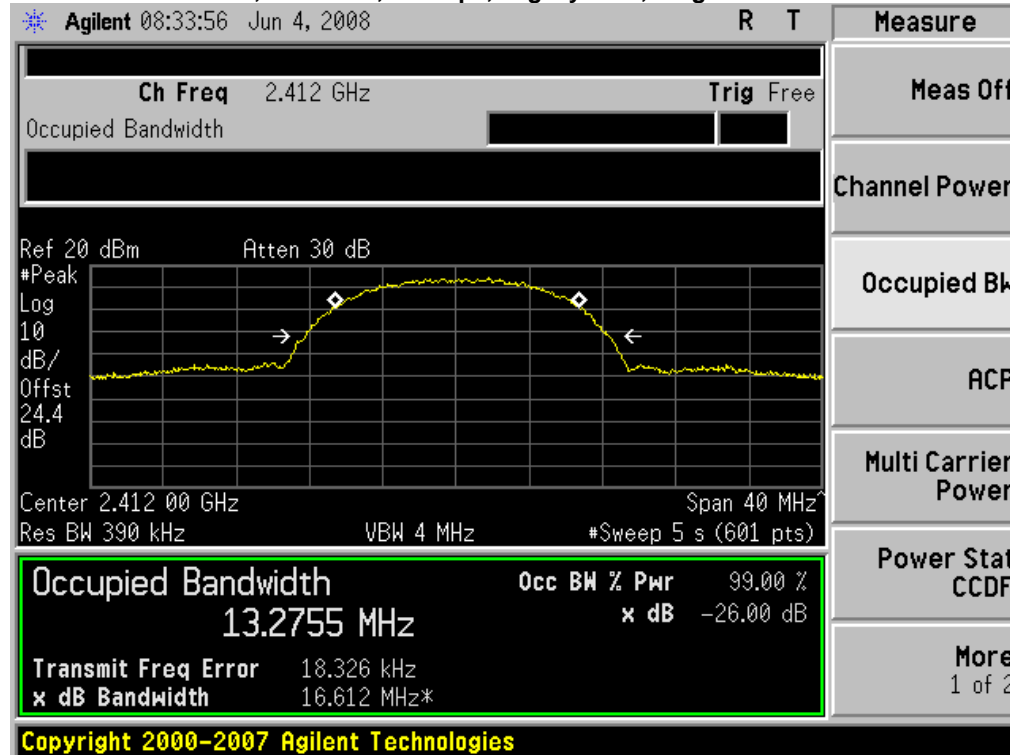 Agilent 08:33:56 Jun 4, 2008 R T
Measure
Ch Freq 2.412 GHz Trig Free
Occupied Bandwidth
Meas Off
Channel Power
Occupied BW
ACP
Multi Carrier
Power
Power Stat
CCDF
More
1 of 2
Ref 20 dBm Atten 30 dB
#Peak
Log
10
dB/
Offst
24.4
dB
Center 2.412 00 GHz Span 40 MHz^
Res BW 390 kHz VBW 4 MHz #Sweep 5 s (601 pts)
Occupied Bandwidth
13.2755 MHz
Occ BW % Pwr 99.00 %
x dB -26.00 dB
Transmit Freq Error 18.326 kHz
x dB Bandwidth 16.612 MHz*
Copyright 2000-2007 Agilent Technologies